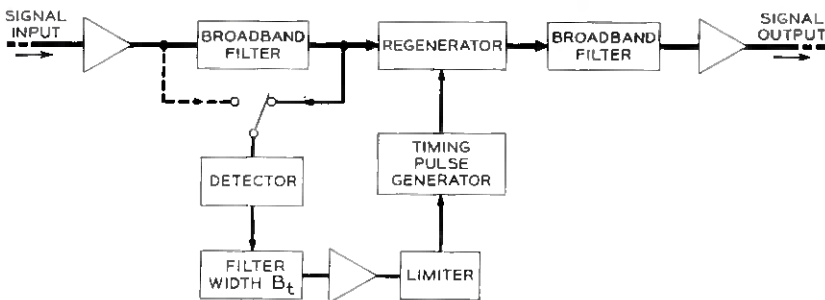 SIGNAL
INPUT
BROADBAND
FILTER
REGENERATOR
BROADBAND
FILTER
SIGNAL
OUTPUT
DETECTOR
TIMING
PULSE
GENERATOR
FILTER
WIDTH Bt
LIMITER